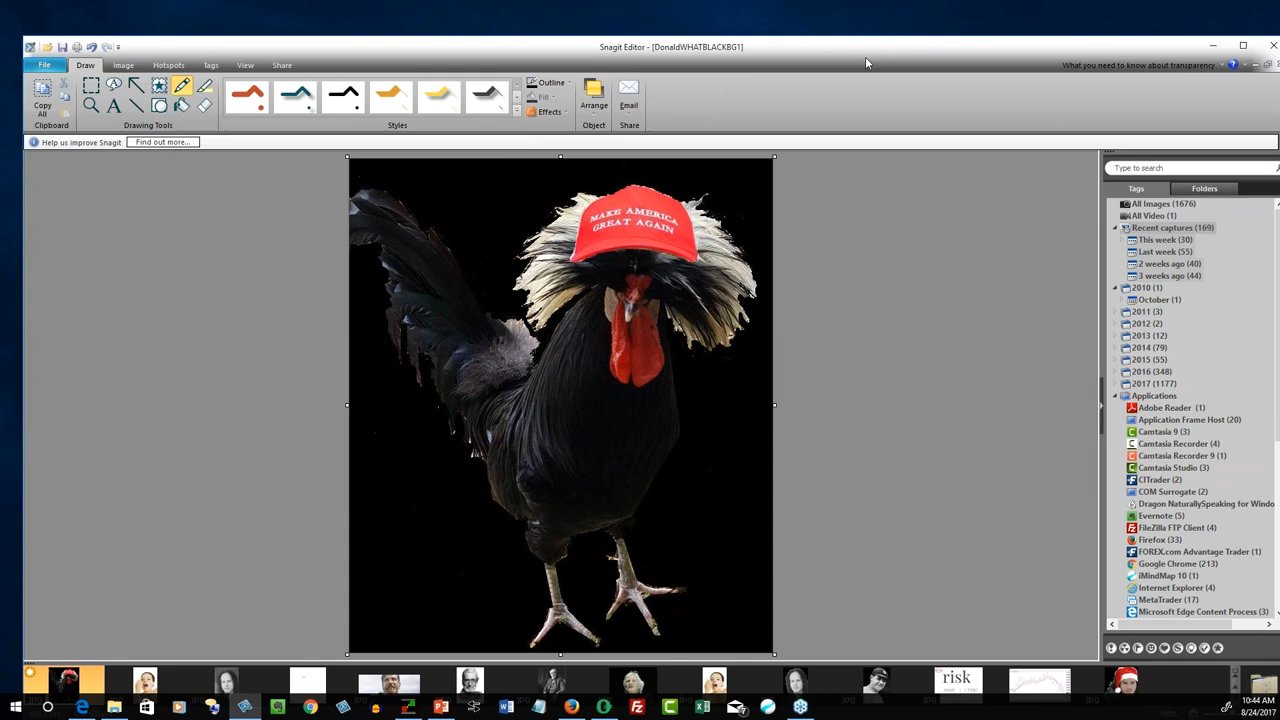 Snagit Editor - [DonaldWHATBLACKBG1]
File
Draw
Image
Hotspots
Tags
View
Share
What you need to know about transparency
Copy
All
Outline
Fill
Effects
Arrange
Email
Clipboard
Drawing Tools
Styles
Object
Share
Help us improve Snagit
Find out more...
Type to search
Tags
Folders
All Images (1676)
All Video (1)
Recent captures (169)
This week (30)
Last week (55)
2 weeks ago (40)
3 weeks ago (44)
2010 (1)
October (1)
2011 (3)
2012 (2)
2013 (12)
2014 (79)
2015 (55)
2016 (348)
2017 (1177)
Applications
Adobe Reader (1)
Application Frame Host (20)
Camtasia 9 (3)
Camtasia Recorder (4)
Camtasia Recorder 9 (1)
Camtasia Studio (3)
CITrader (2)
COM Surrogate (2)
Dragon NaturallySpeaking for Windo
Evernote (5)
FileZilla FTP Client (4)
Firefox (33)
FOREX.com Advantage Trader (1)
Google Chrome (213)
iMindMap 10 (1)
Internet Explorer (4)
MetaTrader (17)
Microsoft Edge Content Process (3)
MAKE AMERICA
GREAT AGAIN
risk
10:44 AM
8/24/2017